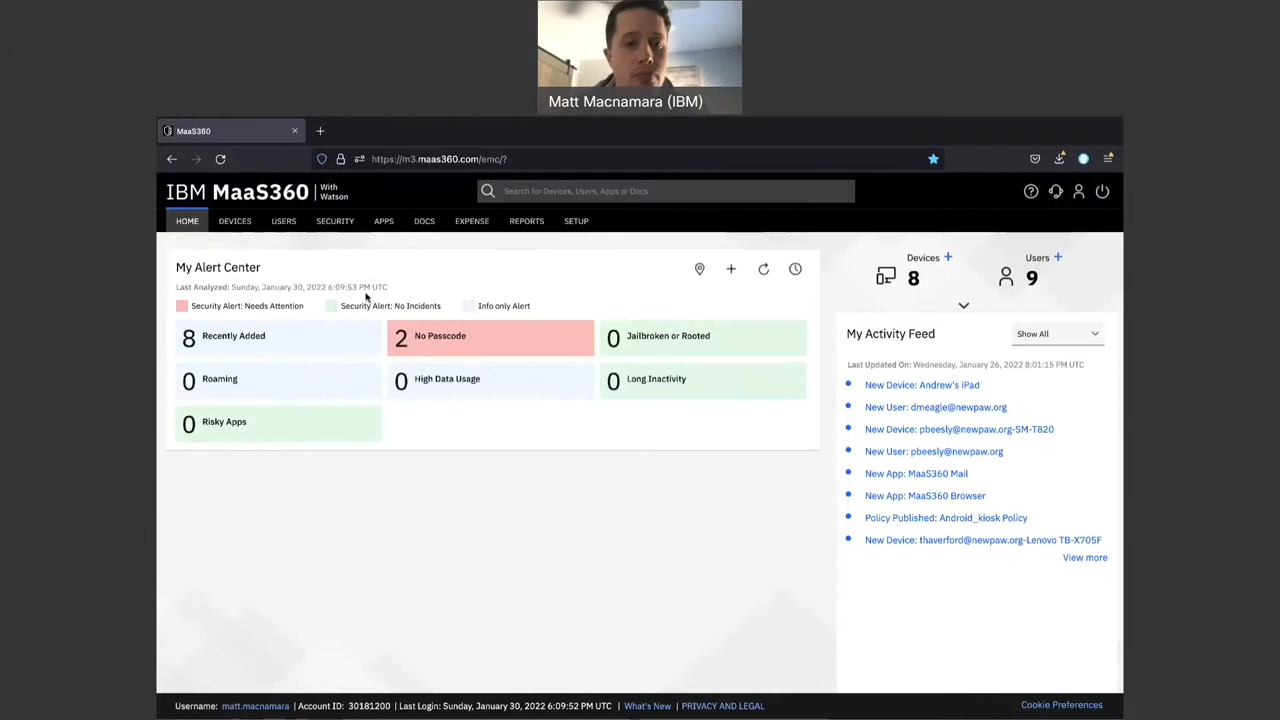 Matt Macnamara (IBM)
MaaS360
https://m3.maas360.com/emc/?
IBM MaaS360 | With Watson
Search for Devices, Users, Apps or Docs
HOME DEVICES USERS SECURITY APPS DOCS EXPENSE REPORTS SETUP
My Alert Center
Last Analyzed: Sunday, January 30, 2022 6:09:53 PM UTC
Security Alert: Needs Attention Security Alert: No Incidents Info only Alert
8 Recently Added 2 No Passcode 0 Jailbroken or Rooted
0 Roaming 0 High Data Usage 0 Long Inactivity
0 Risky Apps
Devices + Users +
8 9
My Activity Feed Show All
Last Updated On: Wednesday, January 26, 2022 8:01:15 PM UTC
New Device: Andrew's iPad
New User: dmeagle@newpaw.org
New Device: pbeesly@newpaw.org-SM-T820
New User: pbeesly@newpaw.org
New App: MaaS360 Mail
New App: MaaS360 Browser
Policy Published: Android_kiosk Policy
New Device: thaverford@newpaw.org-Lenovo TB-X705F
View more
Username: matt.macnamara | Account ID: 30181200 | Last Login: Sunday, January 30, 2022 6:09:52 PM UTC | What's New | PRIVACY AND LEGAL
Cookie Preferences